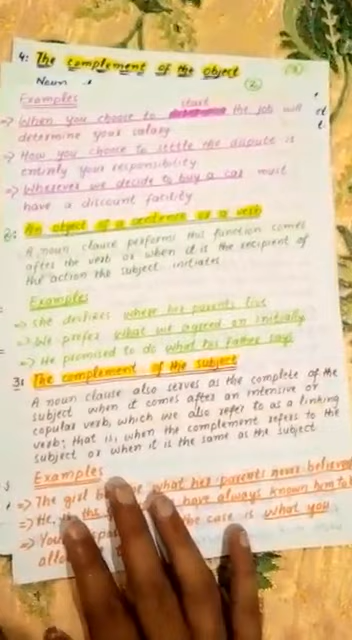 4: The complement of the object
Noun
(2)
Examples
start
=> When you choose to the job will
determine your salary
=> How you choose to settle the dispute is
entirely your responsibility
=> Wherever we decide to buy a car must
have a discount facility
2: An object of a sentence or a verb
A noun clause performs this function comes
after the verb or when it is the recipient of
the action the subject initiates
Examples
=> She declines where her parents live
=> We prefer what we agreed on initially
=> He promised to do what his father says
3: The complement of the subject
A noun clause also serves as the complete of the
subject when it comes after an intensive or
copular verb, which we also refer to as a linking
verb; that is, when the complement refers to the
subject or when it is the same as the subject
Examples
=> The girl what her parents never believed
=> He is the have always known him to
=> You the case is what you